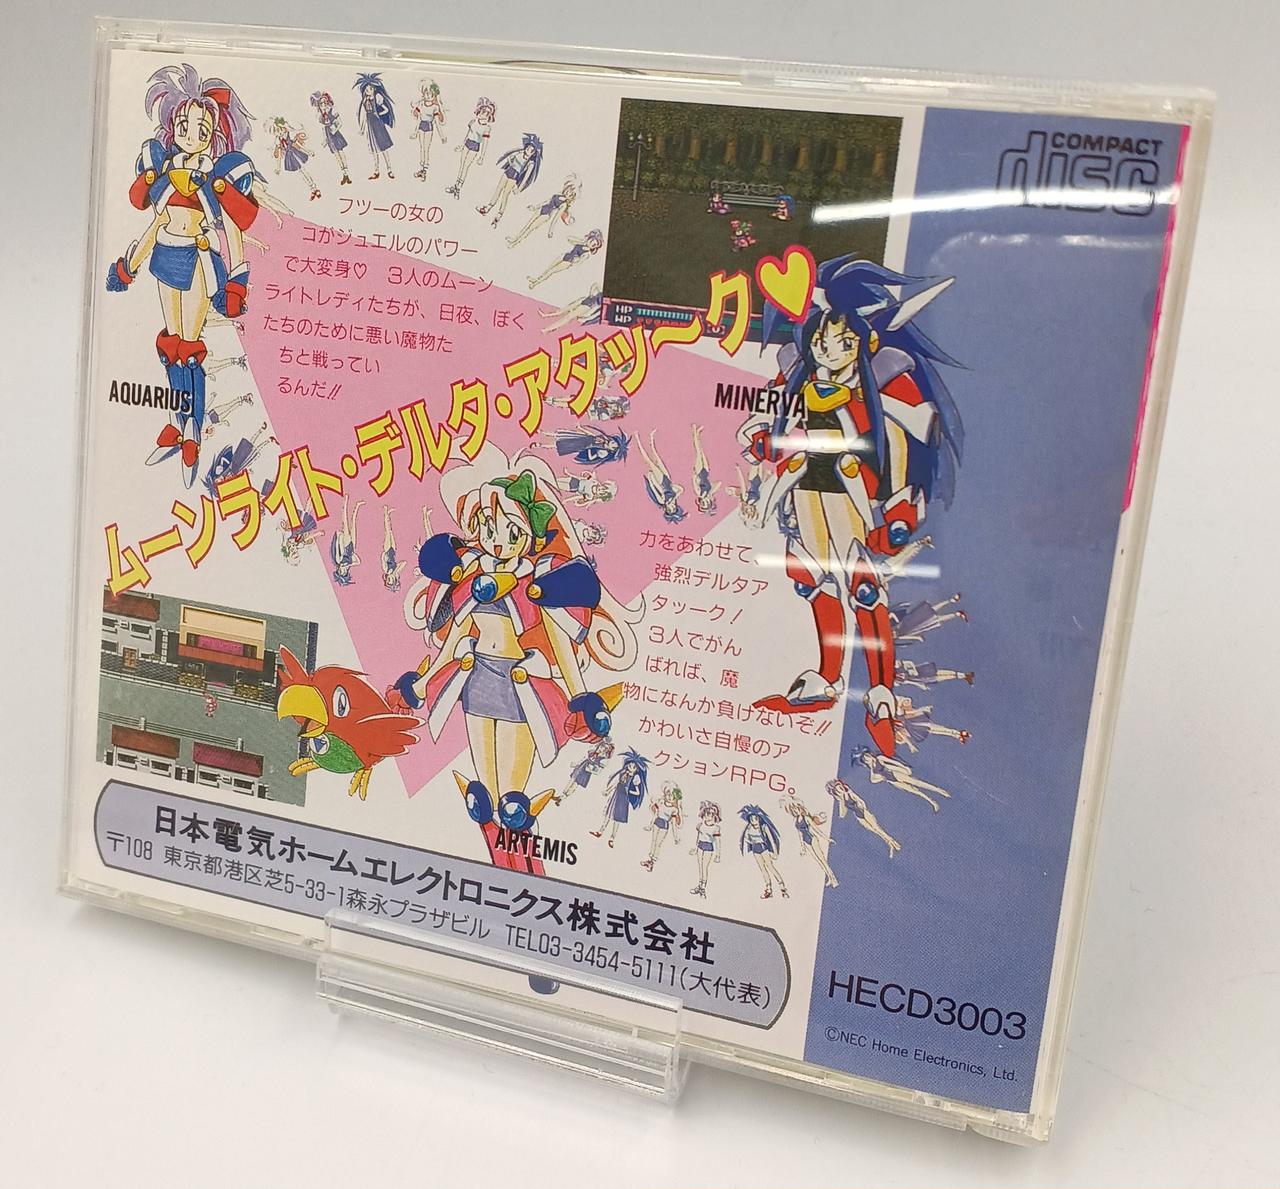 COMPACT
disc
フツーの女の
コがジュエルのパワー
で大変身♡ 3人のムーン
ライトレディたちが、日夜、ぼく
たちのために悪い魔物た
ちと戦ってい
るんだ!!
HP
WP
ムーンライト・デルタ・アタッーク♥
AQUARIUS
MINERVA
力をあわせて、
強烈デルタア
タッーク!
3人でがん
ばれば、魔
物になんか負けないぞ!!
かわいさ自慢のア
クションRPG。
ARTEMIS
日本電気ホームエレクトロニクス株式会社
〒108 東京都港区芝5-33-1森永プラザビル TEL03-3454-5111(大代表)
HECD3003
©NEC Home Electronics, Ltd.